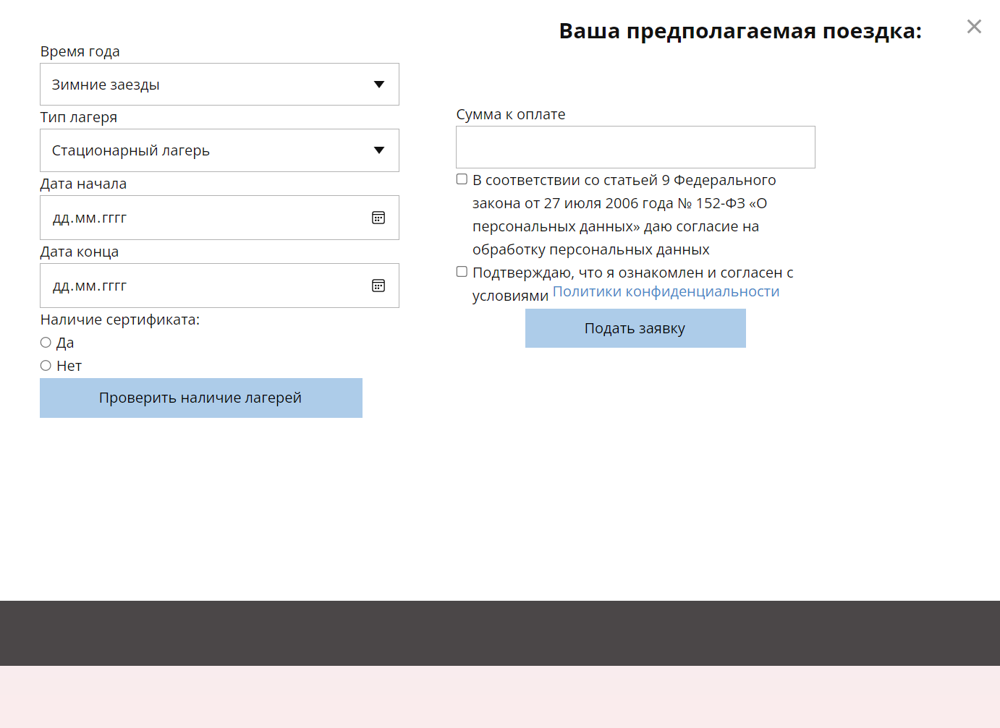 Ваша предполагаемая поездка:
Время года
Зимние заезды
Тип лагеря
Стационарный лагерь
Дата начала
дд.мм.гггг
Дата конца
дд.мм.гггг
Наличие сертификата:
Да
Нет
Проверить наличие лагерей
Сумма к оплате
В соответствии со статьей 9 Федерального
закона от 27 июля 2006 года № 152-ФЗ «О
персональных данных» даю согласие на
обработку персональных данных
Подтверждаю, что я ознакомлен и согласен с
условиями Политики конфиденциальности
Подать заявку